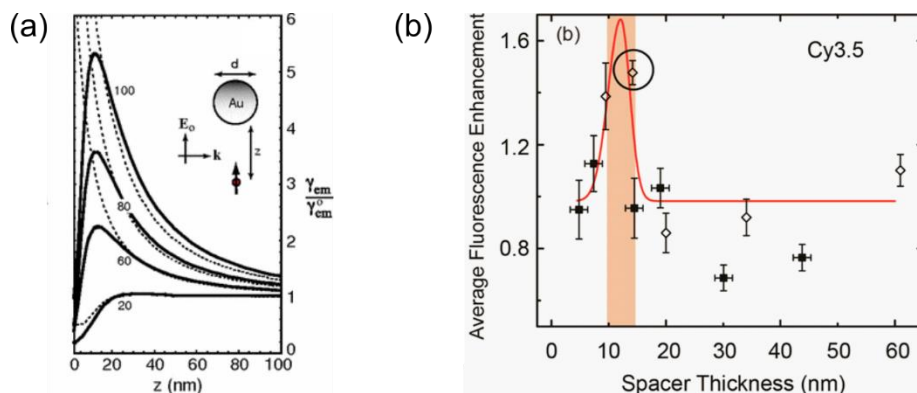 (a)
6
5
4
3
2
1
0
γem
γ°em
100
80
60
20
d
Au
E₀
k
z
0 20 40 60 80 100
z (nm)
(b)
(b)
Cy3.5
1.6
1.2
0.8
Average Fluorescence Enhancement
0 10 20 30 40 50 60
Spacer Thickness (nm)